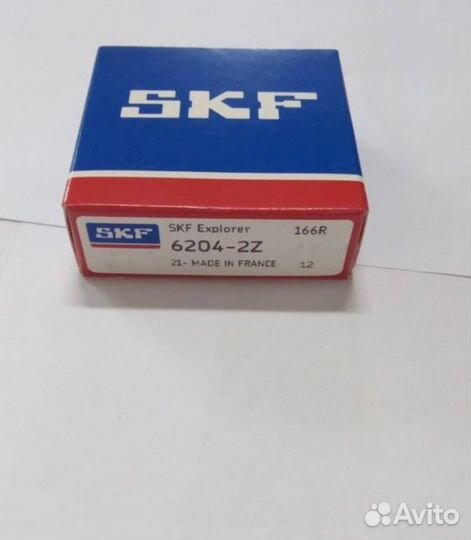 SKF
SKF SKF Explorer 166R
6204-2Z
21- MADE IN FRANCE 12
Avito